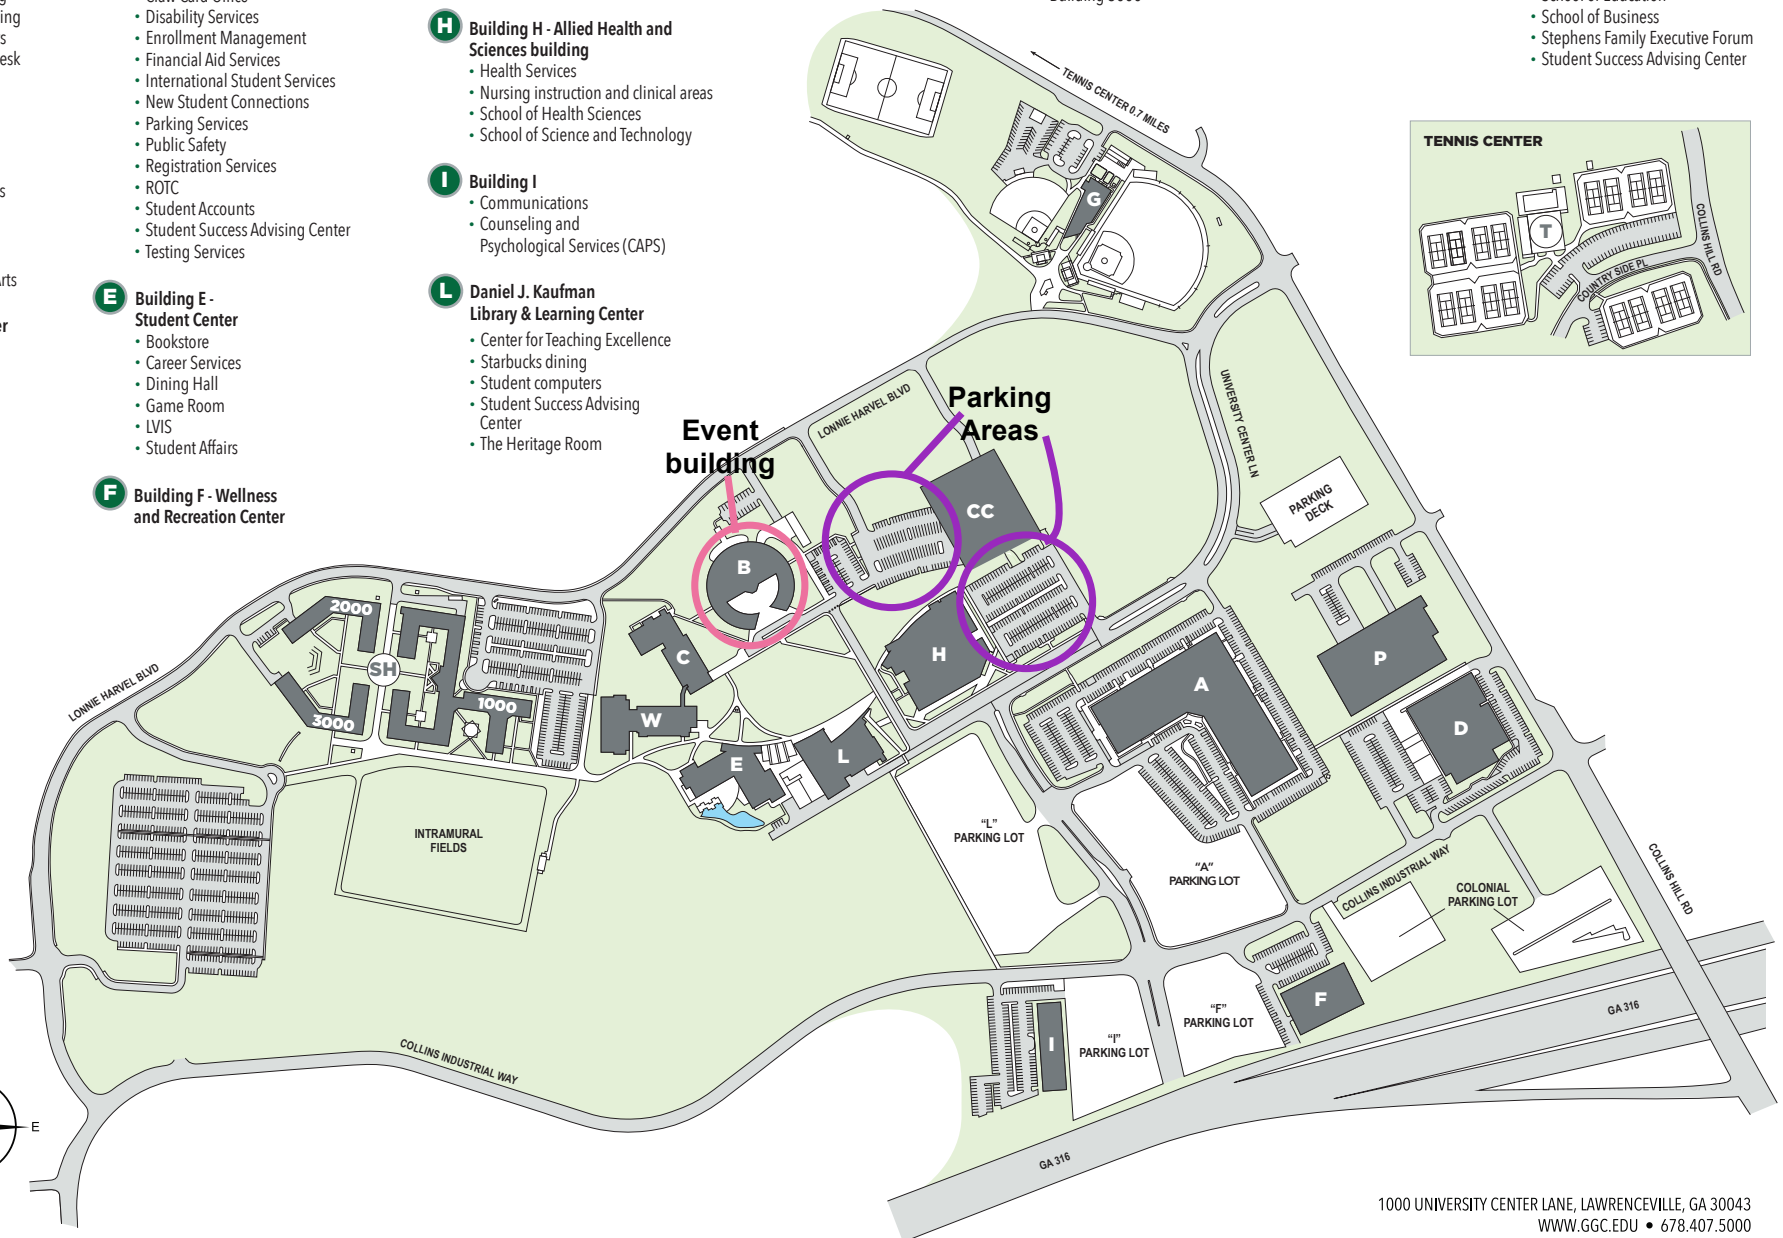 Disability Services
Enrollment Management
Financial Aid Services
International Student Services
New Student Connections
Parking Services
Public Safety
Registration Services
ROTC
Student Accounts
Student Success Advising Center
Testing Services
E
Building E -
Student Center
• Bookstore
• Career Services
• Dining Hall
• Game Room
• LVIS
• Student Affairs
F
Building F - Wellness
and Recreation Center
H
Building H - Allied Health and
Sciences building
• Health Services
• Nursing instruction and clinical areas
• School of Health Sciences
• School of Science and Technology
I
Building I
• Communications
• Counseling and
Psychological Services (CAPS)
L
Daniel J. Kaufman
Library & Learning Center
• Center for Teaching Excellence
• Starbucks dining
• Student computers
• Student Success Advising
Center
• The Heritage Room
• School of Business
• Stephens Family Executive Forum
• Student Success Advising Center
TENNIS CENTER 0.7 MILES
G
TENNIS CENTER
T
COUNTRY SIDE PL
COLLINS HILL RD
LONNIE HARVEL BLVD
UNIVERSITY CENTER LN
Parking
Areas
Event
building
CC
B
PARKING
DECK
2000
SH
3000
1000
LONNIE HARVEL BLVD
C
W
H
E
L
A
P
D
INTRAMURAL
FIELDS
"L"
PARKING LOT
"A"
PARKING LOT
COLLINS INDUSTRIAL WAY
COLONIAL
PARKING LOT
COLLINS HILL RD
F
"F"
PARKING LOT
I
"I"
PARKING LOT
GA 316
COLLINS INDUSTRIAL WAY
GA 316
E
1000 UNIVERSITY CENTER LANE, LAWRENCEVILLE, GA 30043
WWW.GGC.EDU • 678.407.5000